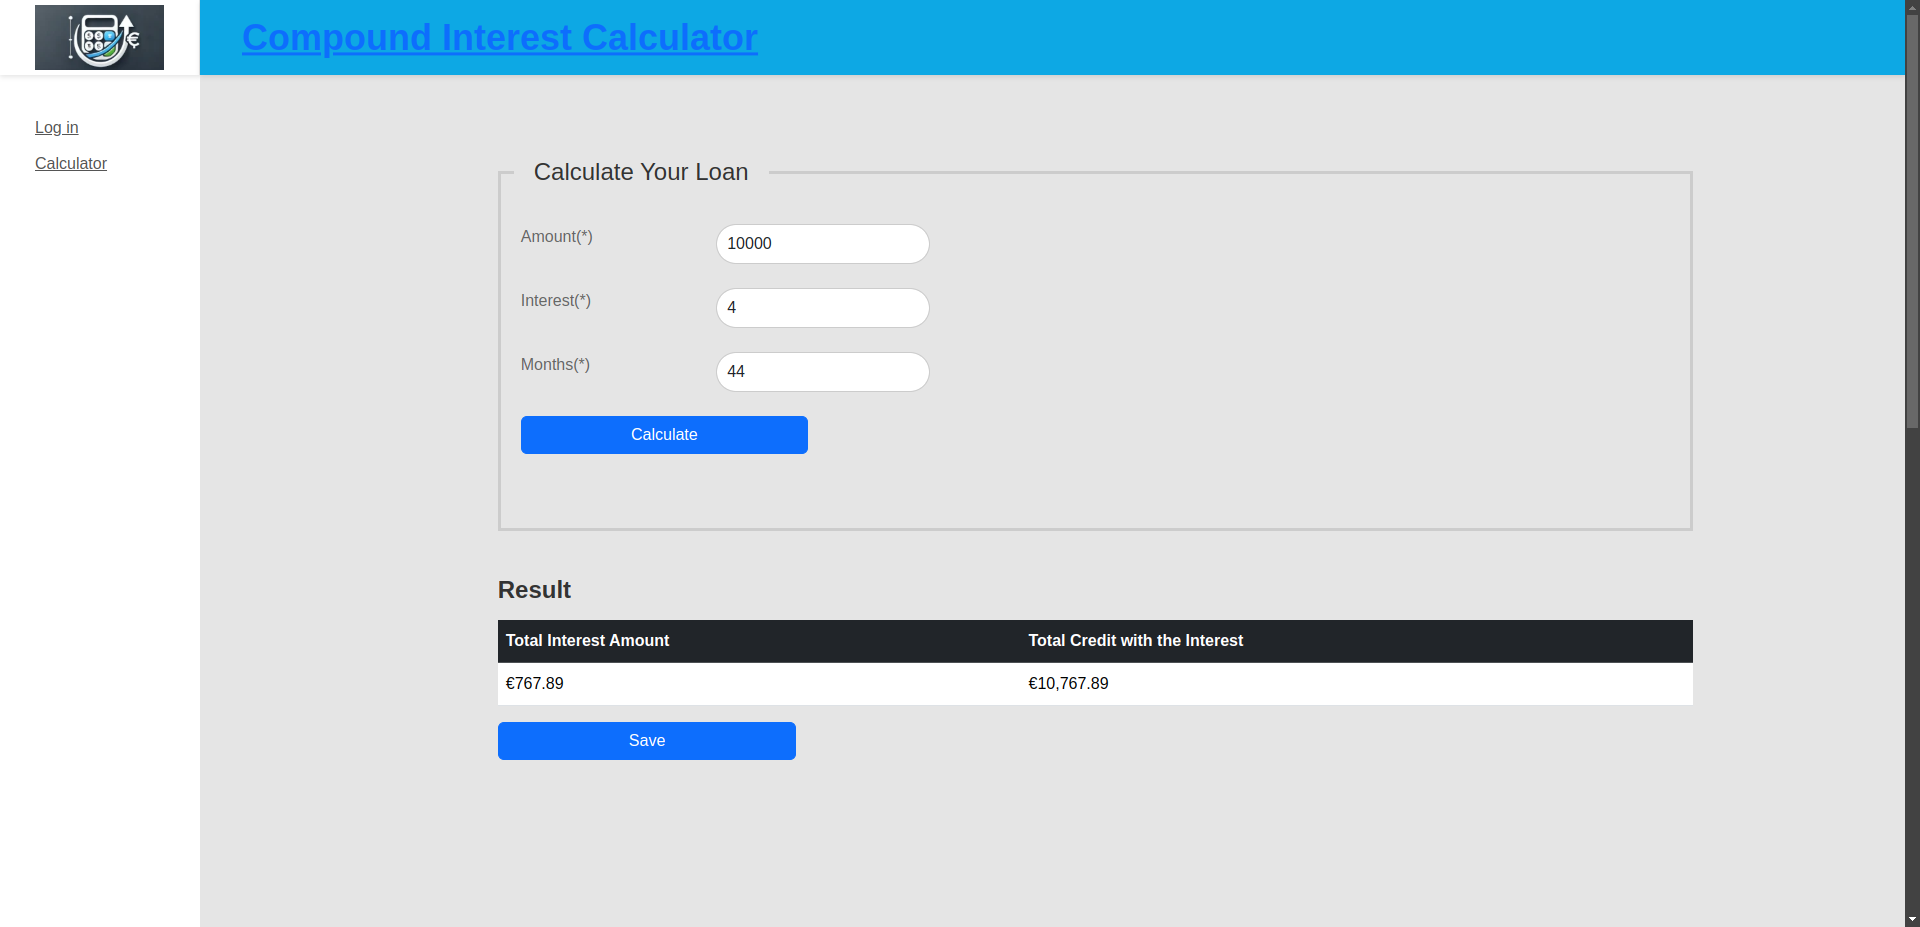 Compound Interest Calculator
Log in
Calculator
Calculate Your Loan
Amount(*)
10000
Interest(*)
4
Months(*)
44
Calculate
Result
Total Interest Amount Total Credit with the Interest
€767.89 €10,767.89
Save